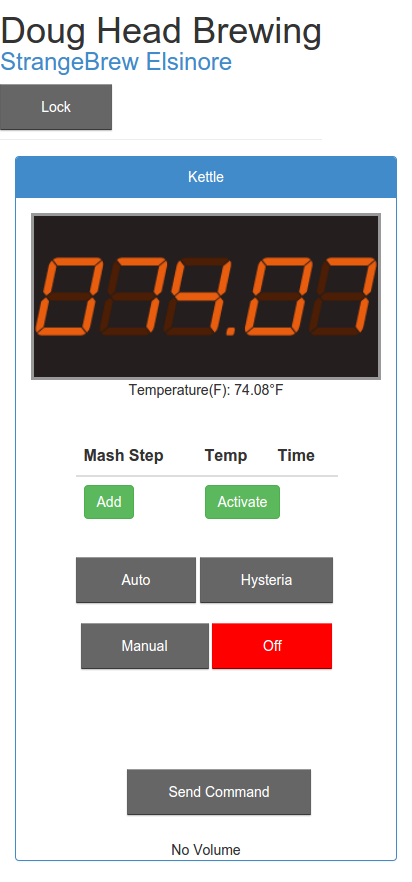 Doug Head Brewing
StrangeBrew Elsinore
Lock
Kettle
074.07
Temperature(F): 74.08°F
Mash Step Temp Time
Add Activate
Auto Hysteria
Manual Off
Send Command
No Volume